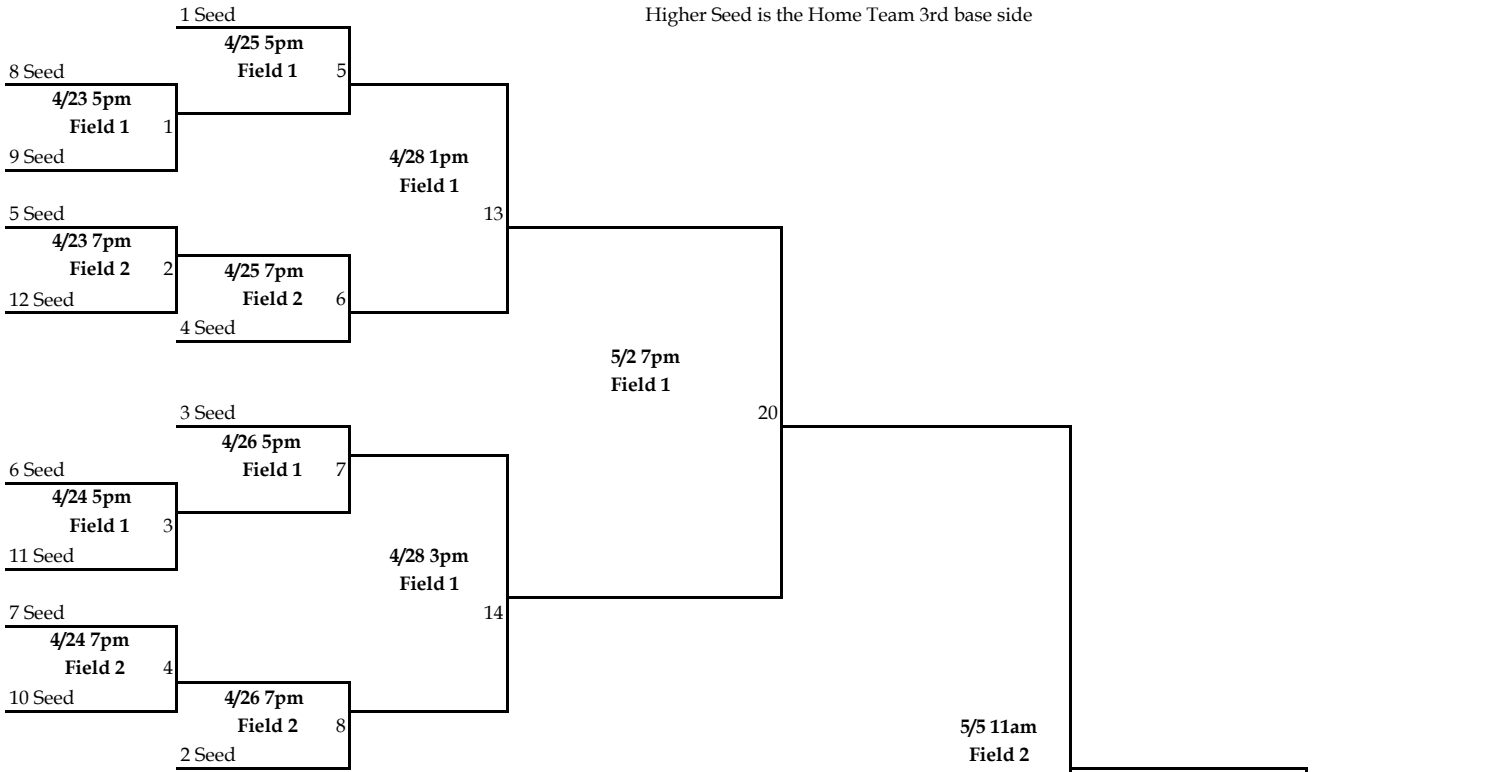 1 Seed
Higher Seed is the Home Team 3rd base side
4/25 5pm
Field 1
5
8 Seed
4/23 5pm
Field 1
1
9 Seed
4/28 1pm
Field 1
13
5 Seed
4/23 7pm
Field 2
2
12 Seed
4/25 7pm
Field 2
6
4 Seed
5/2 7pm
Field 1
20
3 Seed
4/26 5pm
Field 1
7
6 Seed
4/24 5pm
Field 1
3
11 Seed
4/28 3pm
Field 1
14
7 Seed
4/24 7pm
Field 2
4
10 Seed
4/26 7pm
Field 2
8
2 Seed
5/5 11am
Field 2